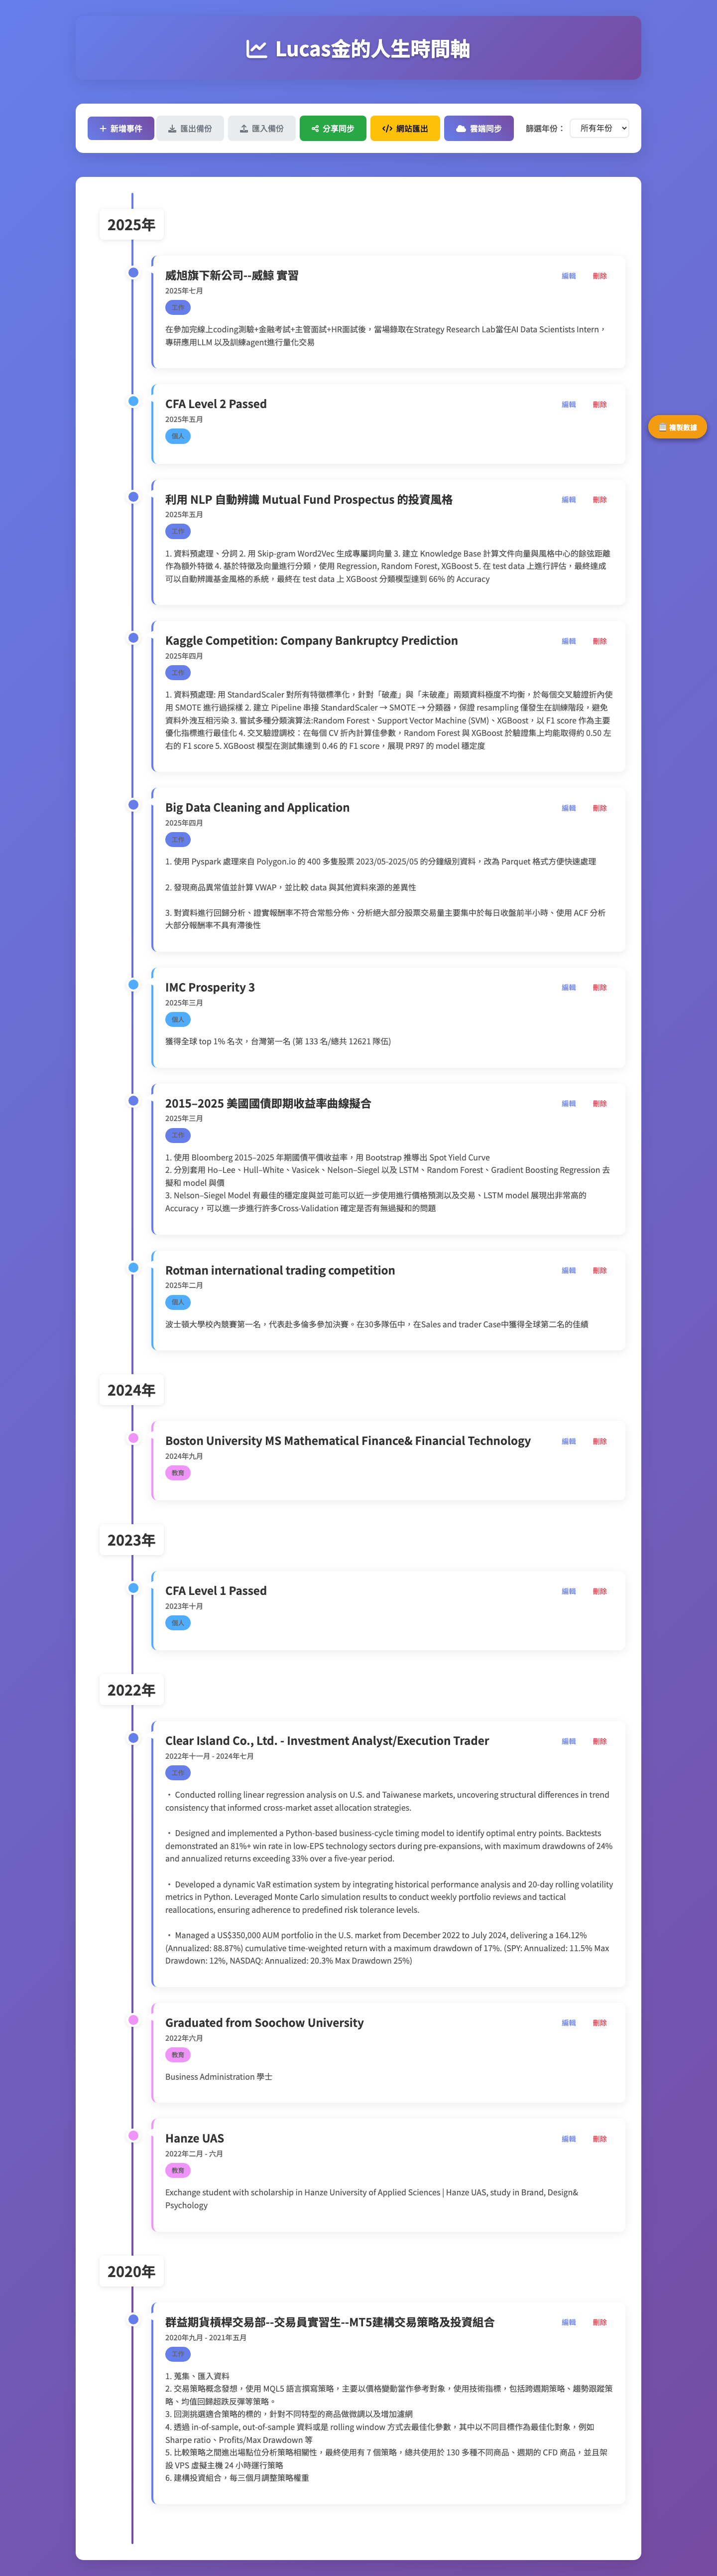 Lucas金的人生時間軸
新增事件 匯出備份 匯入備份 分享同步 網站匯出 雲端同步 篩選年份： 所有年份
2025年
威旭旗下新公司--威鯨 實習 編輯 刪除
2025年七月
工作
在參加完線上coding測驗+金融考試+主管面試+HR面試後，當場錄取在Strategy Research Lab當任AI Data Scientists Intern，
專研應用LLM 以及訓練agent進行量化交易
CFA Level 2 Passed 編輯 刪除
2025年五月
個人
複製數據
利用 NLP 自動辨識 Mutual Fund Prospectus 的投資風格 編輯 刪除
2025年五月
工作
1. 資料預處理、分詞 2. 用 Skip-gram Word2Vec 生成專屬詞向量 3. 建立 Knowledge Base 計算文件向量與風格中心的餘弦距離
作為額外特徵 4. 基於特徵及向量進行分類，使用 Regression, Random Forest, XGBoost 5. 在 test data 上進行評估，最終達成
可以自動辨識基金風格的系統，最終在 test data 上 XGBoost 分類模型達到 66% 的 Accuracy
Kaggle Competition: Company Bankruptcy Prediction 編輯 刪除
2025年四月
工作
1. 資料預處理: 用 StandardScaler 對所有特徵標準化，針對「破產」與「未破產」兩類資料極度不均衡，於每個交叉驗證折內使
用 SMOTE 進行過採樣 2. 建立 Pipeline 串接 StandardScaler → SMOTE → 分類器，保證 resampling 僅發生在訓練階段，避免
資料外洩互相污染 3. 嘗試多種分類演算法:Random Forest、Support Vector Machine (SVM)、XGBoost，以 F1 score 作為主要
優化指標進行最佳化 4. 交叉驗證調校：在每個 CV 折內計算佳參數，Random Forest 與 XGBoost 於驗證集上均能取得約 0.50 左
右的 F1 score 5. XGBoost 模型在測試集達到 0.46 的 F1 score，展現 PR97 的 model 穩定度
Big Data Cleaning and Application 編輯 刪除
2025年四月
工作
1. 使用 Pyspark 處理來自 Polygon.io 的 400 多隻股票 2023/05-2025/05 的分鐘級別資料，改為 Parquet 格式方便快速處理
2. 發現商品異常值並計算 VWAP，並比較 data 與其他資料來源的差異性
3. 對資料進行回歸分析、證實報酬率不符合常態分佈、分析絕大部分股票交易量主要集中於每日收盤前半小時、使用 ACF 分析
大部分報酬率不具有滯後性
IMC Prosperity 3 編輯 刪除
2025年三月
個人
獲得全球 top 1% 名次，台灣第一名 (第 133 名/總共 12621 隊伍)
2015–2025 美國國債即期收益率曲線擬合 編輯 刪除
2025年三月
工作
1. 使用 Bloomberg 2015–2025 年期國債平價收益率，用 Bootstrap 推導出 Spot Yield Curve
2. 分別套用 Ho–Lee、Hull–White、Vasicek、Nelson–Siegel 以及 LSTM、Random Forest、Gradient Boosting Regression 去
擬和 model 與價
3. Nelson–Siegel Model 有最佳的穩定度與並可能可以近一步使用進行價格預測以及交易、LSTM model 展現出非常高的
Accuracy，可以進一步進行許多Cross-Validation 確定是否有無過擬和的問題
Rotman international trading competition 編輯 刪除
2025年二月
個人
波士頓大學校內競賽第一名，代表赴多倫多參加決賽。在30多隊伍中，在Sales and trader Case中獲得全球第二名的佳績
2024年
Boston University MS Mathematical Finance& Financial Technology 編輯 刪除
2024年九月
教育
2023年
CFA Level 1 Passed 編輯 刪除
2023年十月
個人
2022年
Clear Island Co., Ltd. - Investment Analyst/Execution Trader 編輯 刪除
2022年十一月 - 2024年七月
工作
• Conducted rolling linear regression analysis on U.S. and Taiwanese markets, uncovering structural differences in trend
consistency that informed cross-market asset allocation strategies.
• Designed and implemented a Python-based business-cycle timing model to identify optimal entry points. Backtests
demonstrated an 81%+ win rate in low-EPS technology sectors during pre-expansions, with maximum drawdowns of 24%
and annualized returns exceeding 33% over a five-year period.
• Developed a dynamic VaR estimation system by integrating historical performance analysis and 20-day rolling volatility
metrics in Python. Leveraged Monte Carlo simulation results to conduct weekly portfolio reviews and tactical
reallocations, ensuring adherence to predefined risk tolerance levels.
• Managed a US$350,000 AUM portfolio in the U.S. market from December 2022 to July 2024, delivering a 164.12%
(Annualized: 88.87%) cumulative time-weighted return with a maximum drawdown of 17%. (SPY: Annualized: 11.5% Max
Drawdown: 12%, NASDAQ: Annualized: 20.3% Max Drawdown 25%)
Graduated from Soochow University 編輯 刪除
2022年六月
教育
Business Administration 學士
Hanze UAS 編輯 刪除
2022年二月 - 六月
教育
Exchange student with scholarship in Hanze University of Applied Sciences | Hanze UAS, study in Brand, Design&
Psychology
2020年
群益期貨槓桿交易部--交易員實習生--MT5建構交易策略及投資組合 編輯 刪除
2020年九月 - 2021年五月
工作
1. 蒐集、匯入資料
2. 交易策略概念發想，使用 MQL5 語言撰寫策略，主要以價格變動當作參考對象，使用技術指標，包括跨週期策略、趨勢跟蹤策
略、均值回歸超跌反彈等策略。
3. 回測挑選適合策略的標的，針對不同特型的商品做微調以及增加濾網
4. 透過 in-of-sample, out-of-sample 資料或是 rolling window 方式去最佳化參數，其中以不同目標作為最佳化對象，例如
Sharpe ratio、Profits/Max Drawdown 等
5. 比較策略之間進出場點位分析策略相關性，最終使用有 7 個策略，總共使用於 130 多種不同商品、週期的 CFD 商品，並且架
設 VPS 虛擬主機 24 小時運行策略
6. 建構投資組合，每三個月調整策略權重